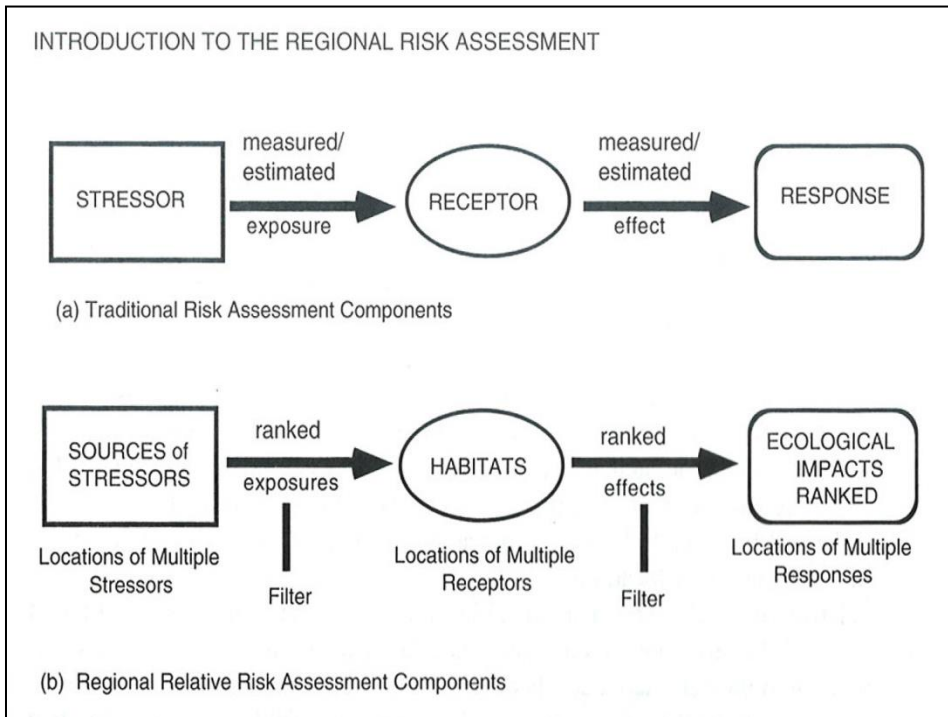 INTRODUCTION TO THE REGIONAL RISK ASSESSMENT
STRESSOR
measured/
estimated
exposure
RECEPTOR
measured/
estimated
effect
RESPONSE
(a) Traditional Risk Assessment Components
SOURCES of
STRESSORS
Locations of Multiple
Stressors
ranked
exposures
Filter
HABITATS
Locations of Multiple
Receptors
ranked
effects
Filter
ECOLOGICAL
IMPACTS
RANKED
Locations of Multiple
Responses
(b) Regional Relative Risk Assessment Components